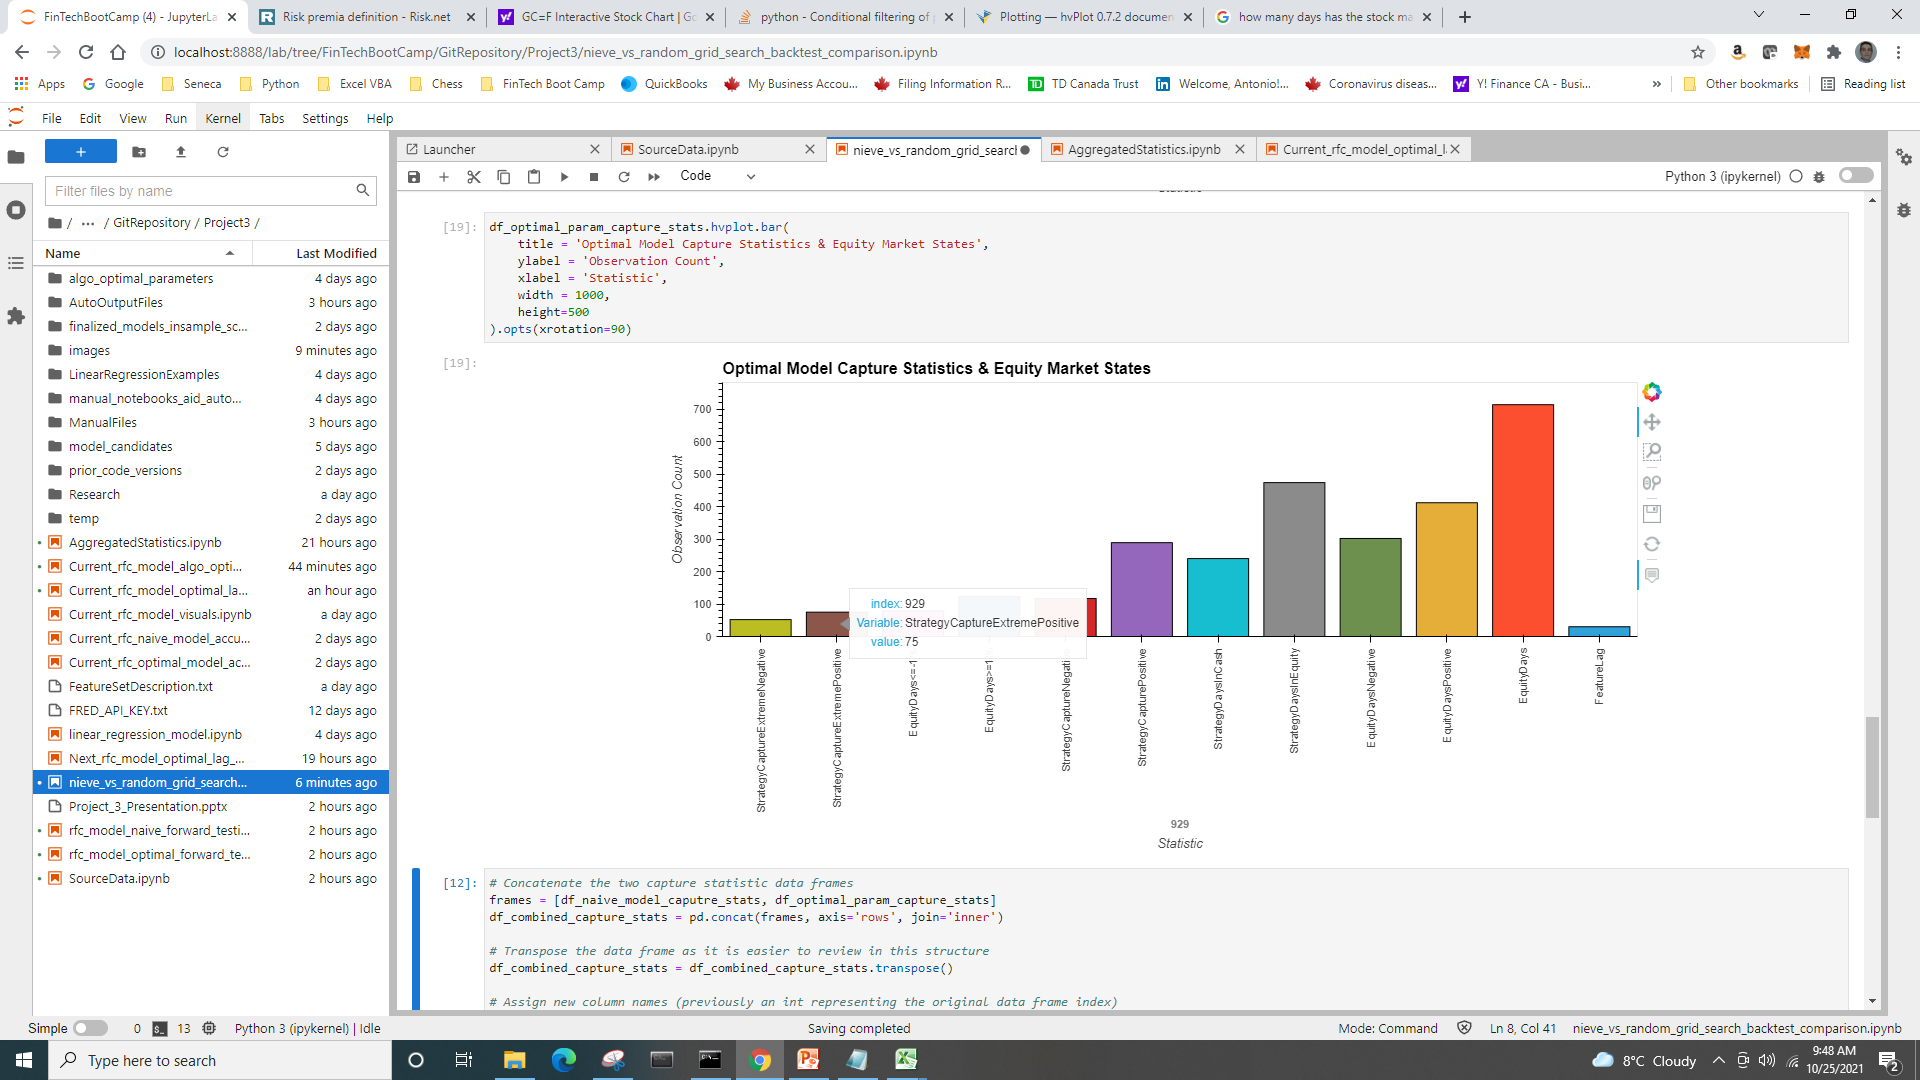 FinTechBootCamp (4) - JupyterLa
Risk premia definition - Risk.net
GC=F Interactive Stock Chart | Go
python - Conditional filtering of p
Plotting — hvPlot 0.7.2 documen
how many days has the stock ma
localhost:8888/lab/tree/FinTechBootCamp/GitRepository/Project3/nieve_vs_random_grid_search_backtest_comparison.ipynb
Apps Google Seneca Python Excel VBA Chess FinTech Boot Camp QuickBooks My Business Accou... Filing Information R... TD Canada Trust Welcome, Antonio!... Coronavirus diseas... Y! Finance CA - Busi... » Other bookmarks Reading list
File Edit View Run Kernel Tabs Settings Help
Launcher
SourceData.ipynb
nieve_vs_random_grid_search
AggregatedStatistics.ipynb
Current_rfc_model_optimal_l
Code
Python 3 (ipykernel)
Filter files by name
/ ··· / GitRepository / Project3 /
Name Last Modified
algo_optimal_parameters 4 days ago
AutoOutputFiles 3 hours ago
finalized_models_insample_sc... 2 days ago
images 9 minutes ago
LinearRegressionExamples 4 days ago
manual_notebooks_aid_auto... 4 days ago
ManualFiles 3 hours ago
model_candidates 5 days ago
prior_code_versions 2 days ago
Research a day ago
temp 2 days ago
AggregatedStatistics.ipynb 21 hours ago
Current_rfc_model_algo_opti... 44 minutes ago
Current_rfc_model_optimal_la... an hour ago
Current_rfc_model_visuals.ipynb a day ago
Current_rfc_naive_model_accu... 2 days ago
Current_rfc_optimal_model_ac... 2 days ago
FeatureSetDescription.txt a day ago
FRED_API_KEY.txt 12 days ago
linear_regression_model.ipynb 4 days ago
Next_rfc_model_optimal_lag_... 19 hours ago
nieve_vs_random_grid_search... 6 minutes ago
Project_3_Presentation.pptx 2 hours ago
rfc_model_naive_forward_testi... 2 hours ago
rfc_model_optimal_forward_te... 2 hours ago
SourceData.ipynb 2 hours ago
[19]: df_optimal_param_capture_stats.hvplot.bar(
title = 'Optimal Model Capture Statistics & Equity Market States',
ylabel = 'Observation Count',
xlabel = 'Statistic',
width = 1000,
height=500
).opts(xrotation=90)
[19]:
Optimal Model Capture Statistics & Equity Market States
Observation Count
700
600
500
400
300
200
100
0
index: 929
Variable: StrategyCaptureExtremePositive
value: 75
StrategyCaptureExtremeNegative
StrategyCaptureExtremePositive
EquityDays<=-1
EquityDays>=1
StrategyCaptureNegative
StrategyCapturePositive
StrategyDaysInCash
StrategyDaysInEquity
EquityDaysNegative
EquityDaysPositive
EquityDays
FeatureLag
929
Statistic
[12]: # Concatenate the two capture statistic data frames
frames = [df_naive_model_caputre_stats, df_optimal_param_capture_stats]
df_combined_capture_stats = pd.concat(frames, axis='rows', join='inner')
# Transpose the data frame as it is easier to review in this structure
df_combined_capture_stats = df_combined_capture_stats.transpose()
# Assign new column names (previously an int representing the original data frame index)
Simple 0 13 Python 3 (ipykernel) | Idle Saving completed Mode: Command Ln 8, Col 41 nieve_vs_random_grid_search_backtest_comparison.ipynb
Type here to search
8°C Cloudy
9:48 AM
10/25/2021
2